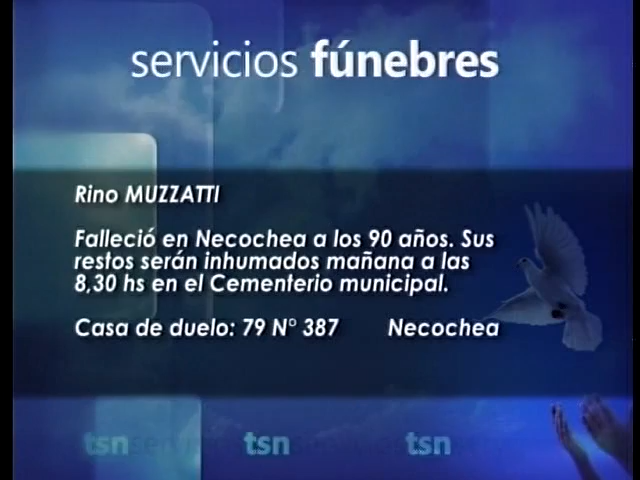 servicios fúnebres
Rino MUZZATTI
Falleció en Necochea a los 90 años. Sus
restos serán inhumados mañana a las
8,30 hs en el Cementerio municipal.
Casa de duelo: 79 N° 387 Necochea
tsn tsn tsn